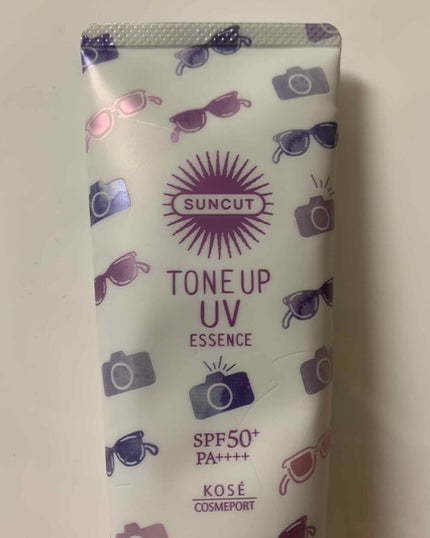 SUNCUT
TONE UP
UV
ESSENCE
SPF50+
PA++++
KOSÉ
COSMEPORT